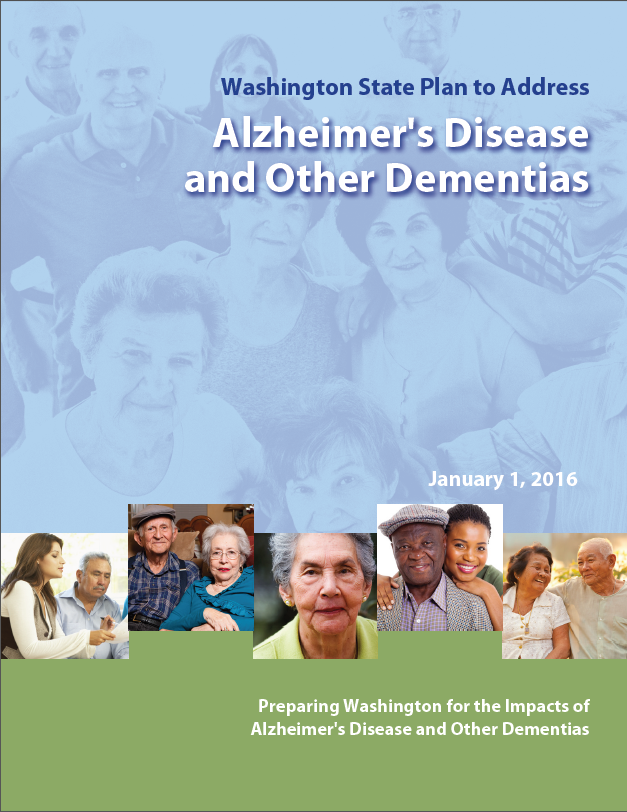 Washington State Plan to Address
Alzheimer's Disease
and Other Dementias
January 1, 2016
Preparing Washington for the Impacts of
Alzheimer's Disease and Other Dementias